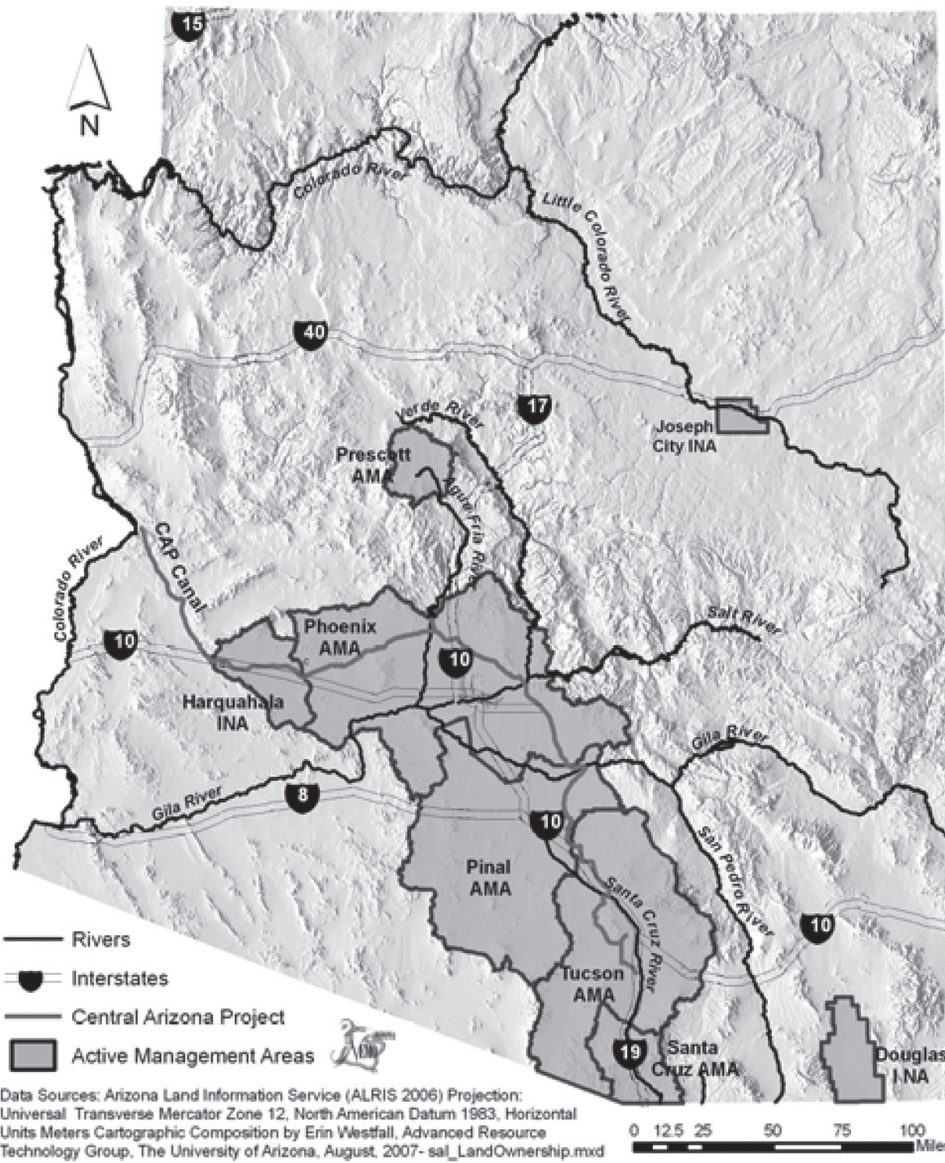 15
N
Colorado River
Little Colorado River
40
17
Verde River
Joseph
City INA
Prescott
AMA
Agua Fria River
CAP Canal
Colorado River
Salt River
Phoenix
AMA
10
10
Harquahala
INA
Gila River
Gila River
8
10
San Pedro River
Pinal
AMA
Santa Cruz River
10
Rivers
Interstates
Tucson
AMA
Central Arizona Project
Active Management Areas
19
Santa
Cruz AMA
Douglas
INA
Data Sources: Arizona Land Information Service (ALRIS 2006) Projection:
Universal Transverse Mercator Zone 12, North American Datum 1983, Horizontal
Units Meters Cartographic Composition by Erin Westfall, Advanced Resource
Technology Group, The University of Arizona, August, 2007- sal_LandOwnership.mxd
0 12.5 25 50 75 100
Miles